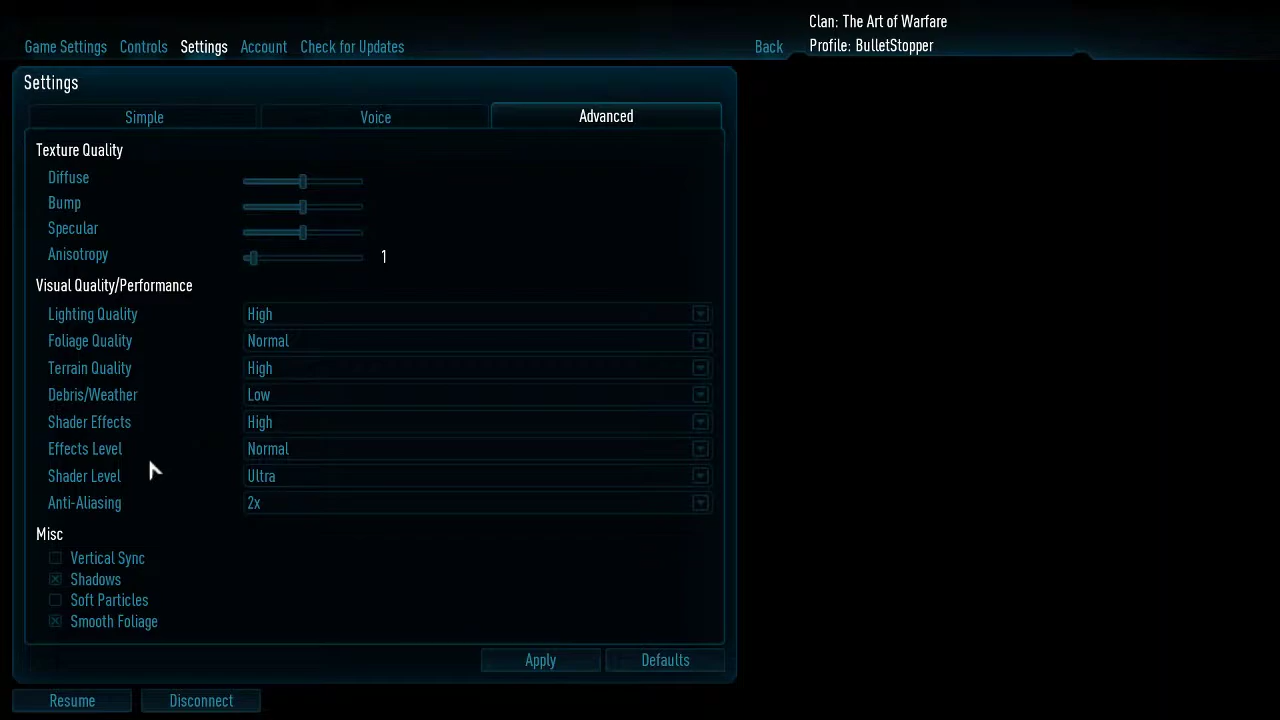 Clan: The Art of Warfare
Game Settings Controls Settings Account Check for Updates Back Profile: BulletStopper
Settings
Simple Voice Advanced
Texture Quality
Diffuse
Bump
Specular
Anisotropy 1
Visual Quality/Performance
Lighting Quality High
Foliage Quality Normal
Terrain Quality High
Debris/Weather Low
Shader Effects High
Effects Level Normal
Shader Level Ultra
Anti-Aliasing 2x
Misc
Vertical Sync
Shadows
Soft Particles
Smooth Foliage
Apply Defaults
Resume Disconnect